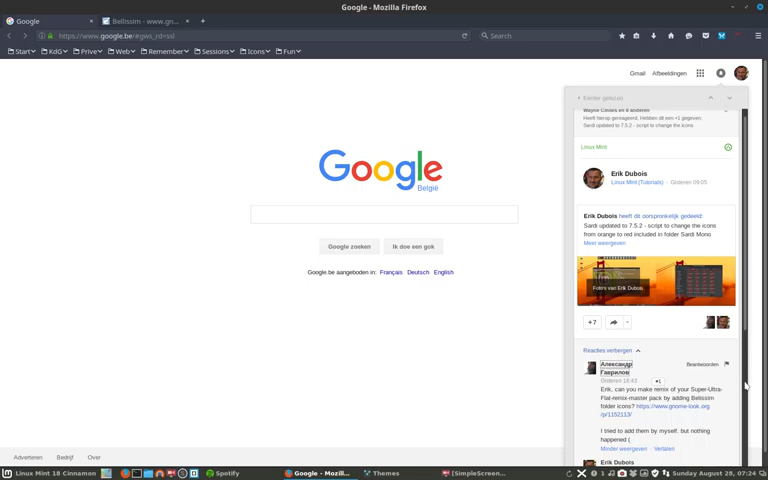 Google - Mozilla Firefox
Google
Bellissim - www.gn...
https://www.google.be/#gws_rd=ssl
Search
Start
KdG
Prive
Web
Remember
Sessions
Icons
Fun
Gmail
Afbeeldingen
Eerder gelezen
Heeft hierop gereageerd, Hebben dit een +1 gegeven.
Sardi updated to 7.5.2 - script to change the icons
Linux Mint
Erik Dubois
Linux Mint (Tutorials)
Gisteren 09:05
Erik Dubois heeft dit oorspronkelijk gedeeld:
Sardi updated to 7.5.2 - script to change the icons
from orange to red included in folder Sardi Mono
Meer weergeven
Foto's van Erik Dubois
+7
Google
België
Google zoeken
Ik doe een gok
Google.be aangeboden in: Français Deutsch English
Reacties verbergen
Александр
Гаврилов
Beantwoorden
Gisteren 16:43
+1
Erik, can you make remix of your Super-Ultra-
Flat-remix-master pack by adding Belissim
folder icons? https://www.gnome-look.org
/p/1152113/
I tried to add them by myself. but nothing
happened (
Minder weergeven
Vertalen
Erik Dubois
Adverteren
Bedrijf
Over
Linux Mint 18 Cinnamon
Spotify
Google - Mozill...
Themes
[SimpleScreen...
1
Sunday August 28, 07:24